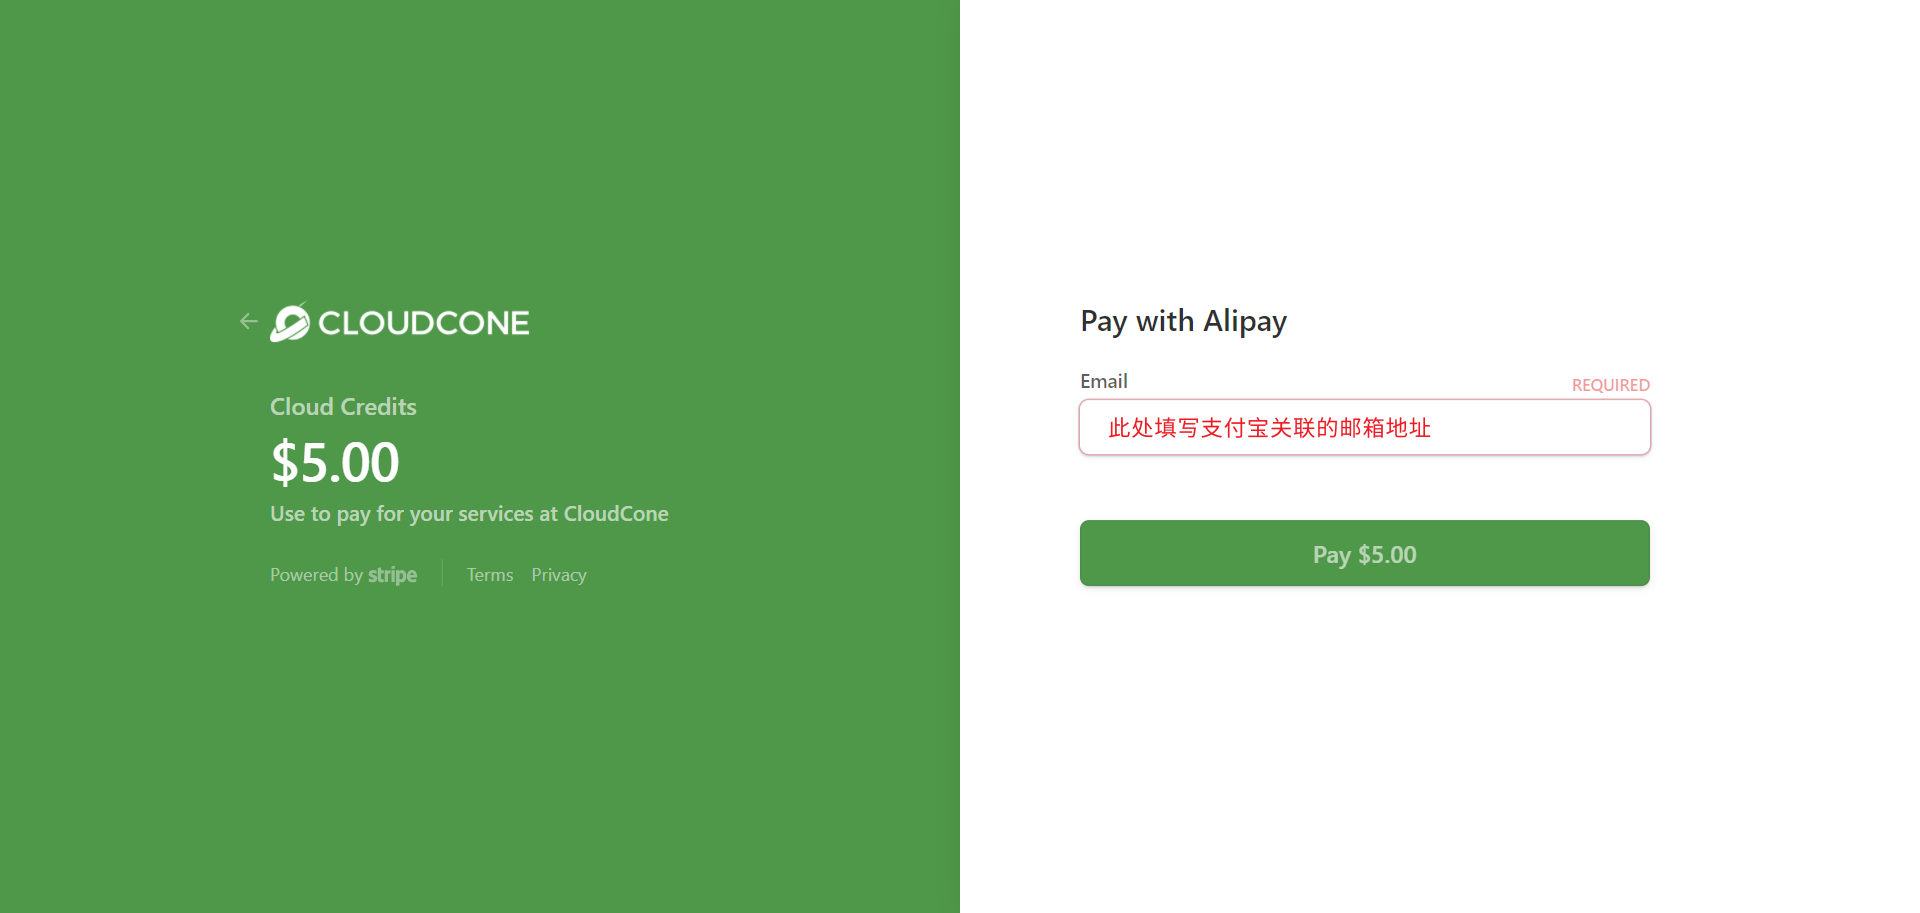 CLOUDCONE
Cloud Credits
$5.00
Use to pay for your services at CloudCone
Powered by stripe
Terms Privacy
Pay with Alipay
Email
REQUIRED
此处填写支付宝关联的邮箱地址
Pay $5.00